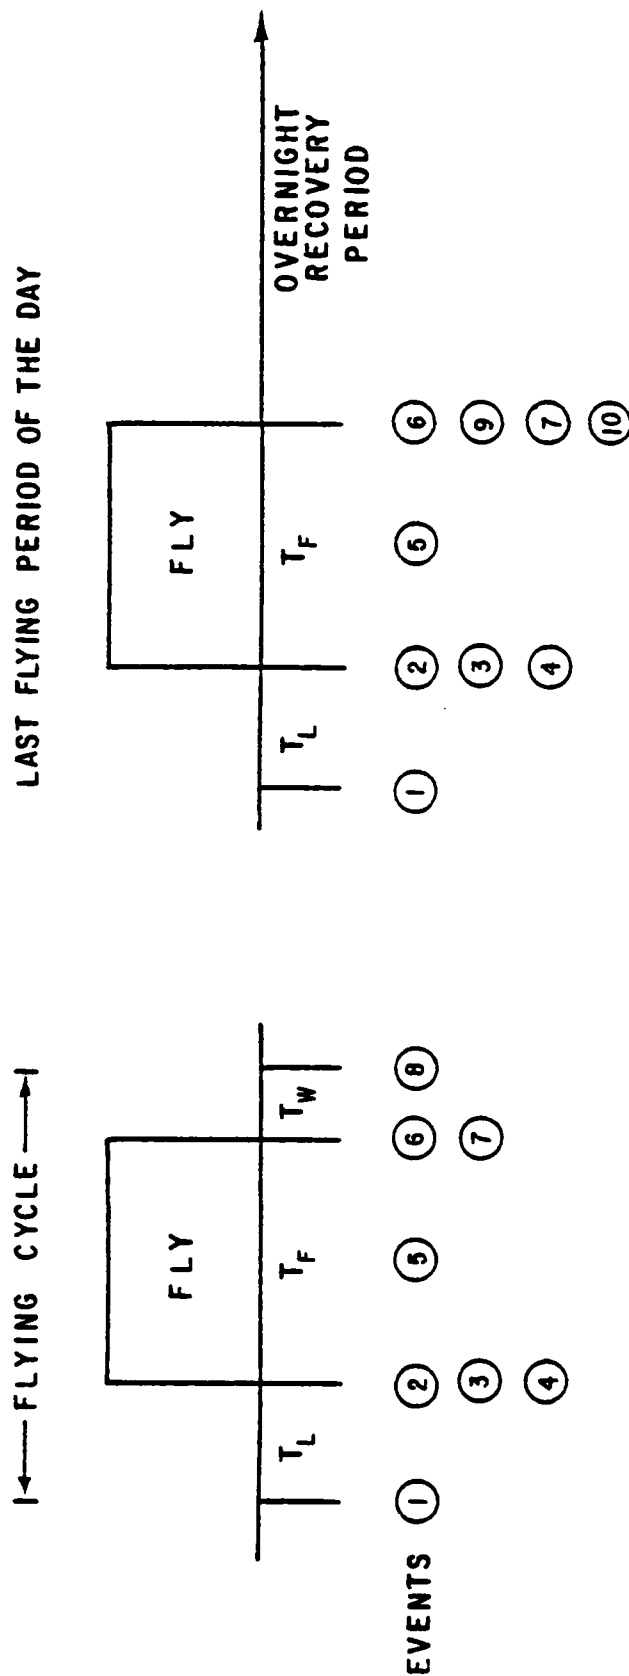 FLYING CYCLE
LAST FLYING PERIOD OF THE DAY
FLY
FLY
T_L T_F T_W
T_L T_F
OVERNIGHT
RECOVERY
PERIOD
EVENTS 1 2 5 6 8 1 2 5 6
3 7 3 9
4 4 7
10